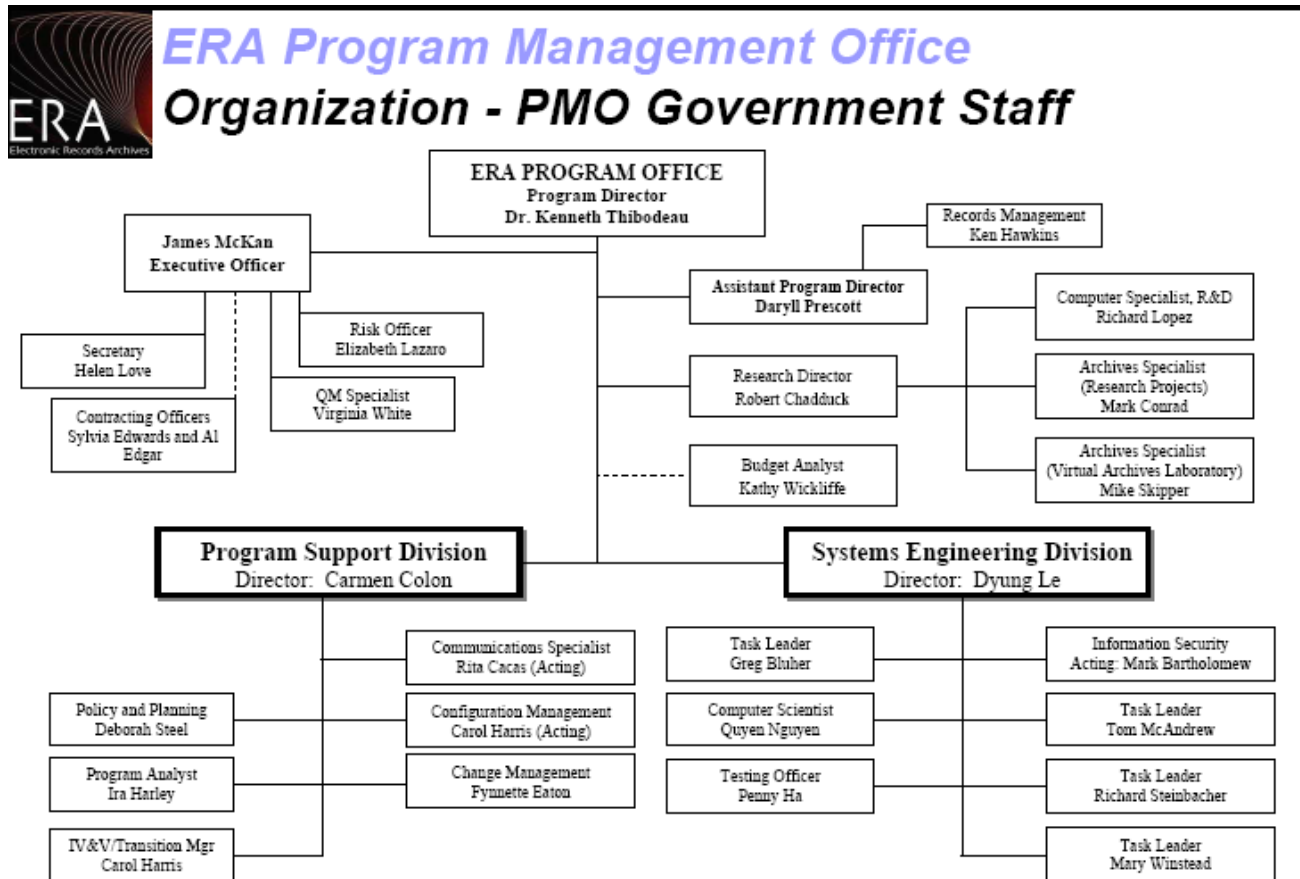 ERA
Electronic Records Archives
ERA Program Management Office
Organization - PMO Government Staff
ERA PROGRAM OFFICE
Program Director
Dr. Kenneth Thibodeau
James McKan
Executive Officer
Records Management
Ken Hawkins
Assistant Program Director
Daryll Prescott
Secretary
Helen Love
Risk Officer
Elizabeth Lazaro
Contracting Officers
Sylvia Edwards and Al
Edgar
QM Specialist
Virginia White
Research Director
Robert Chadduck
Computer Specialist, R&D
Richard Lopez
Archives Specialist
(Research Projects)
Mark Conrad
Archives Specialist
(Virtual Archives Laboratory)
Mike Skipper
Budget Analyst
Kathy Wickliffe
Program Support Division
Director: Carmen Colon
Systems Engineering Division
Director: Dyung Le
Communications Specialist
Rita Cacas (Acting)
Policy and Planning
Deborah Steel
Configuration Management
Carol Harris (Acting)
Program Analyst
Ira Harley
Change Management
Fynnette Eaton
IV&V/Transition Mgr
Carol Harris
Task Leader
Greg Bluher
Information Security
Acting: Mark Bartholomew
Computer Scientist
Quyen Nguyen
Task Leader
Tom McAndrew
Testing Officer
Penny Ha
Task Leader
Richard Steinbacher
Task Leader
Mary Winstead